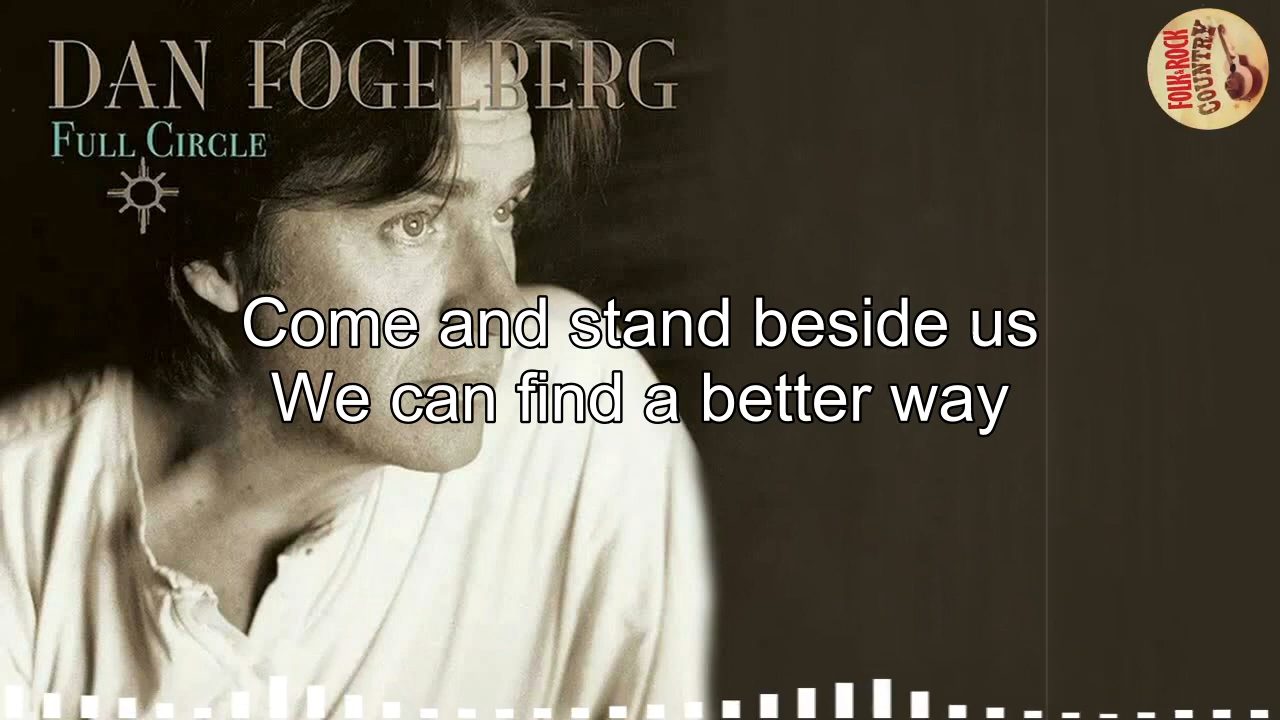 DAN FOGELBERG
FULL CIRCLE
FOLK & ROCK
COUNTRY
Come and stand beside us
We can find a better way